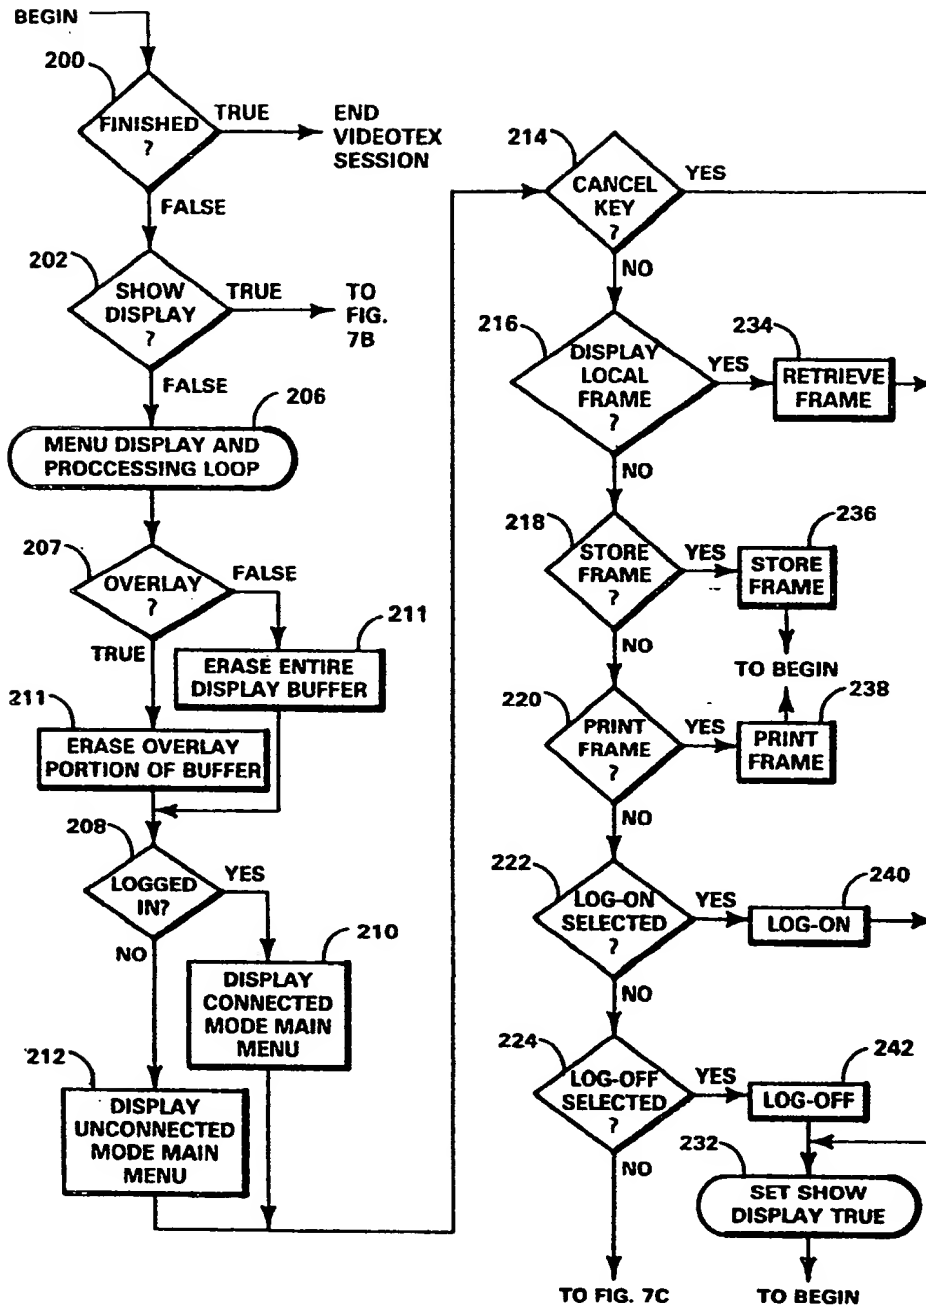 BEGIN
200
FINISHED
?
TRUE
END
VIDEOTEX
SESSION
FALSE
202
SHOW
DISPLAY
?
TRUE
TO
FIG.
7B
FALSE
206
MENU DISPLAY AND
PROCCESSING LOOP
207
OVERLAY
?
FALSE
TRUE
211
ERASE ENTIRE
DISPLAY BUFFER
211
ERASE OVERLAY
PORTION OF BUFFER
208
LOGGED
IN?
YES
NO
210
DISPLAY
CONNECTED
MODE MAIN
MENU
212
DISPLAY
UNCONNECTED
MODE MAIN
MENU
214
CANCEL
KEY
?
YES
NO
216
DISPLAY
LOCAL
FRAME
?
YES
234
RETRIEVE
FRAME
NO
218
STORE
FRAME
?
YES
236
STORE
FRAME
NO
TO BEGIN
220
PRINT
FRAME
?
YES
238
PRINT
FRAME
NO
222
LOG-ON
SELECTED
?
YES
240
LOG-ON
NO
224
LOG-OFF
SELECTED
?
YES
242
LOG-OFF
NO
232
SET SHOW
DISPLAY TRUE
TO FIG. 7C
TO BEGIN